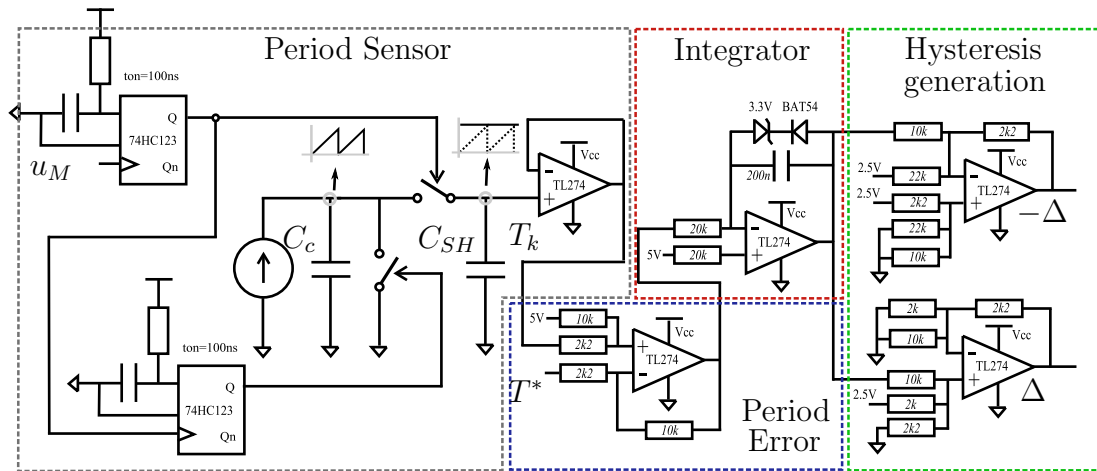 Period Sensor
Integrator
Hysteresis
generation
ton=100ns
Q
74HC123
Qn
u_M
C_c
C_SH
T_k
Vcc
TL274
-
+
3.3V
BAT54
200n
20k
5V
20k
Vcc
TL274
-
+
10k
2k2
2.5V
22k
2.5V
2k2
22k
10k
Vcc
TL274
-
+
-Δ
ton=100ns
Q
74HC123
Qn
5V
10k
2k2
T*
2k2
Vcc
TL274
+
-
10k
Period
Error
2k
2k2
10k
10k
2.5V
2k
2k2
Vcc
TL274
-
+
Δ